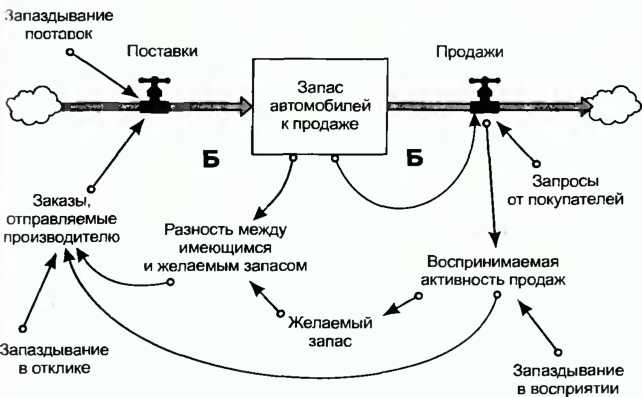 Запаздывание
поставок
Поставки
Продажи
Запас
автомобилей
к продаже
Б
Б
Заказы,
отправляемые
производителю
Разность между
имеющимся
и желаемым запасом
Запросы
от покупателей
Воспринимаемая
активность продаж
Желаемый
запас
Запаздывание
в отклике
Запаздывание
в восприятии